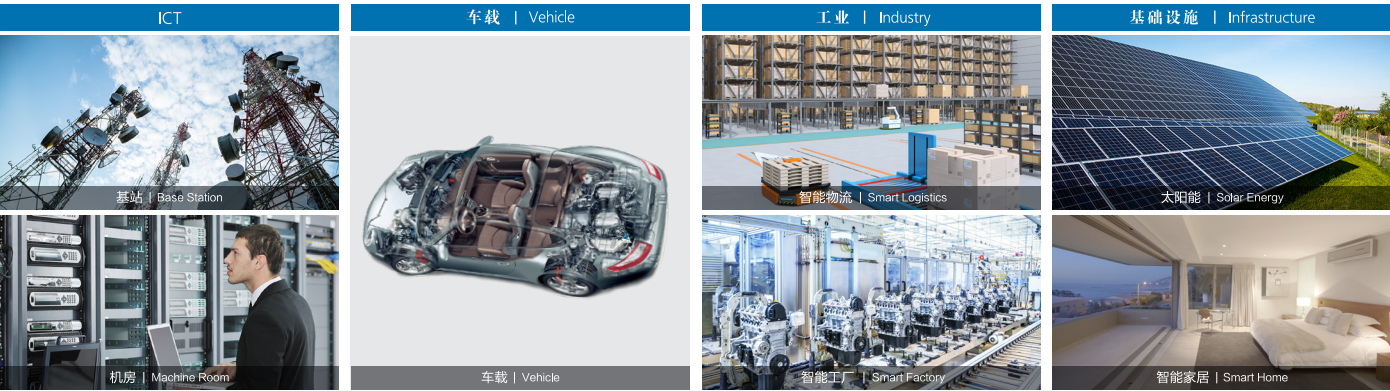 ICT
基站 | Base Station
机房 | Machine Room
车载 | Vehicle
车载 | Vehicle
工业 | Industry
智能物流 | Smart Logistics
智能工厂 | Smart Factory
基础设施 | Infrastructure
太阳能 | Solar Energy
智能家居 | Smart Home